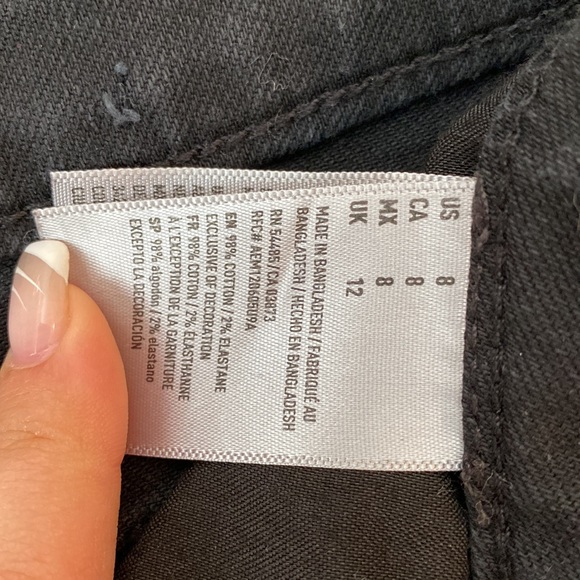 US 8
CA 8
MX 8
UK 12
MADE IN BANGLADESH / FABRIQUÉ AU
BANGLADESH / HECHO EN BANGLADESH
RN 54485 / CA 03873
EN 98% COTTON / 2% ELASTANE
EXCLUSIVE OF DECORATION
FR 98% COTON / 2% ÉLASTHANNE
À L'EXCEPTION DE LA GARNITURE
SP 98% algodón / 2% elastano
EXCEPTO LA DECORACIÓN